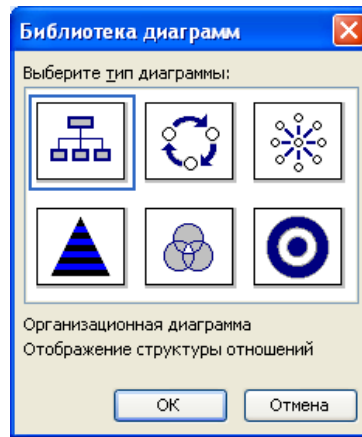 Библиотека диаграмм
Выберите тип диаграммы:
Организационная диаграмма
Отображение структуры отношений
ОК
Отмена